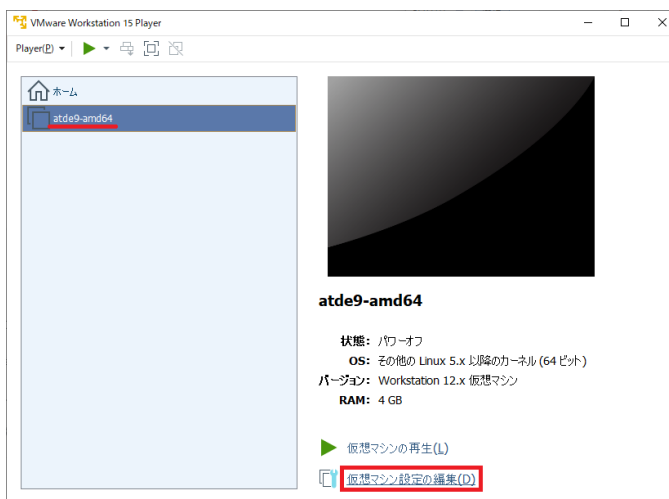 VMware Workstation 15 Player
Player(P)
ホーム
atde9-amd64
atde9-amd64
状態: パワーオフ
OS: その他の Linux 5.x 以降のカーネル (64 ビット)
バージョン: Workstation 12.x 仮想マシン
RAM: 4 GB
仮想マシンの再生(L)
仮想マシン設定の編集(D)